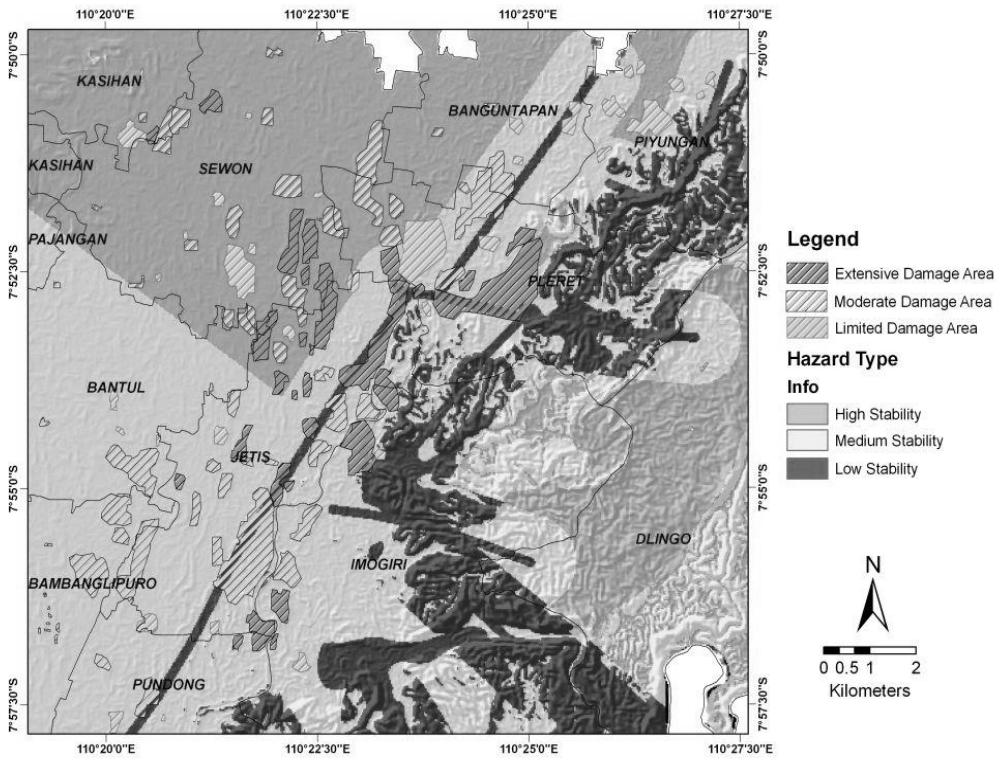 110°20'0"E
110°22'30"E
110°25'0"E
110°27'30"E
7°50'0"S
7°50'0"S
KASIHAN
BANGUNTAPAN
PIYUNGAN
KASIHAN
SEWON
PAJANGAN
7°52'30"S
7°52'30"S
PLERET
BANTUL
JETIS
7°55'0"S
7°55'0"S
DLINGO
IMOGIRI
BAMBANGLIPURO
PUNDONG
7°57'30"S
7°57'30"S
110°20'0"E
110°22'30"E
110°25'0"E
110°27'30"E
Legend
Extensive Damage Area
Moderate Damage Area
Limited Damage Area
Hazard Type
Info
High Stability
Medium Stability
Low Stability
N
0 0.5 1 2
Kilometers